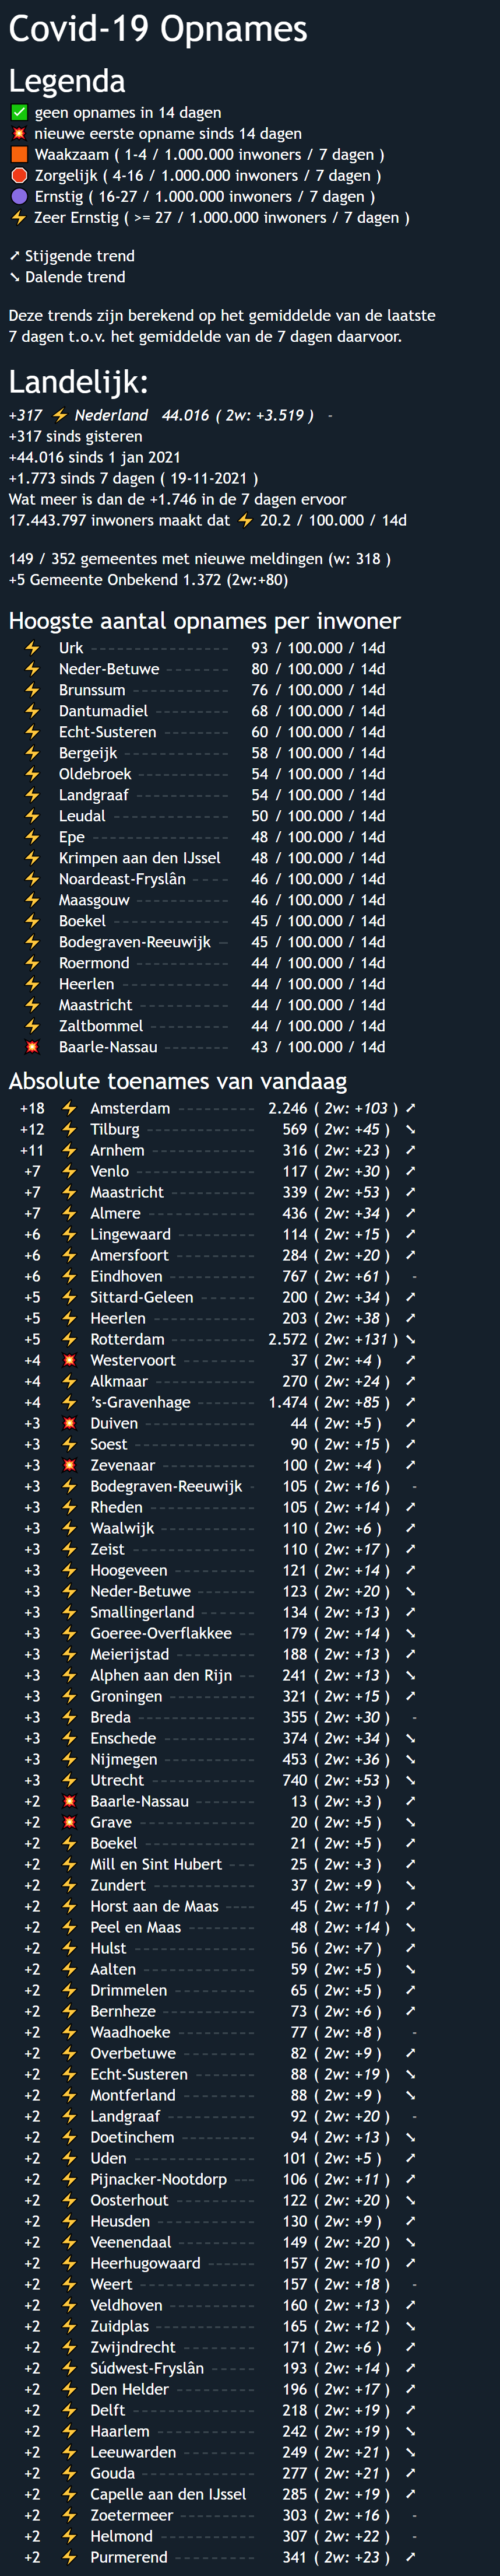 Covid-19 Opnames
Legenda
✅ geen opnames in 14 dagen
💥 nieuwe eerste opname sinds 14 dagen
🟧 Waakzaam ( 1-4 / 1.000.000 inwoners / 7 dagen )
🛑 Zorgelijk ( 4-16 / 1.000.000 inwoners / 7 dagen )
🟣 Ernstig ( 16-27 / 1.000.000 inwoners / 7 dagen )
⚡ Zeer Ernstig ( >= 27 / 1.000.000 inwoners / 7 dagen )
➚ Stijgende trend
➘ Dalende trend
Deze trends zijn berekend op het gemiddelde van de laatste
7 dagen t.o.v. het gemiddelde van de 7 dagen daarvoor.
Landelijk:
+317 ⚡ Nederland 44.016 ( 2w: +3.519 ) -
+317 sinds gisteren
+44.016 sinds 1 jan 2021
+1.773 sinds 7 dagen ( 19-11-2021 )
Wat meer is dan de +1.746 in de 7 dagen ervoor
17.443.797 inwoners maakt dat ⚡ 20.2 / 100.000 / 14d
149 / 352 gemeentes met nieuwe meldingen (w: 318 )
+5 Gemeente Onbekend 1.372 (2w:+80)
Hoogste aantal opnames per inwoner
⚡ Urk 93 / 100.000 / 14d
⚡ Neder-Betuwe 80 / 100.000 / 14d
⚡ Brunssum 76 / 100.000 / 14d
⚡ Dantumadiel 68 / 100.000 / 14d
⚡ Echt-Susteren 60 / 100.000 / 14d
⚡ Bergeijk 58 / 100.000 / 14d
⚡ Oldebroek 54 / 100.000 / 14d
⚡ Landgraaf 54 / 100.000 / 14d
⚡ Leudal 50 / 100.000 / 14d
⚡ Epe 48 / 100.000 / 14d
⚡ Krimpen aan den IJssel 48 / 100.000 / 14d
⚡ Noardeast-Fryslân 46 / 100.000 / 14d
⚡ Maasgouw 46 / 100.000 / 14d
⚡ Boekel 45 / 100.000 / 14d
⚡ Bodegraven-Reeuwijk 45 / 100.000 / 14d
⚡ Roermond 44 / 100.000 / 14d
⚡ Heerlen 44 / 100.000 / 14d
⚡ Maastricht 44 / 100.000 / 14d
⚡ Zaltbommel 44 / 100.000 / 14d
💥 Baarle-Nassau 43 / 100.000 / 14d
Absolute toenames van vandaag
+18 ⚡ Amsterdam 2.246 ( 2w: +103 ) ➚
+12 ⚡ Tilburg 569 ( 2w: +45 ) ➘
+11 ⚡ Arnhem 316 ( 2w: +23 ) ➚
+7 ⚡ Venlo 117 ( 2w: +30 ) ➚
+7 ⚡ Maastricht 339 ( 2w: +53 ) ➚
+7 ⚡ Almere 436 ( 2w: +34 ) ➚
+6 ⚡ Lingewaard 114 ( 2w: +15 ) ➚
+6 ⚡ Amersfoort 284 ( 2w: +20 ) ➚
+6 ⚡ Eindhoven 767 ( 2w: +61 ) -
+5 ⚡ Sittard-Geleen 200 ( 2w: +34 ) ➚
+5 ⚡ Heerlen 203 ( 2w: +38 ) ➚
+5 ⚡ Rotterdam 2.572 ( 2w: +131 ) ➘
+4 💥 Westervoort 37 ( 2w: +4 ) ➚
+4 ⚡ Alkmaar 270 ( 2w: +24 ) ➚
+4 ⚡ 's-Gravenhage 1.474 ( 2w: +85 ) ➚
+3 💥 Duiven 44 ( 2w: +5 ) ➚
+3 ⚡ Soest 90 ( 2w: +15 ) ➚
+3 💥 Zevenaar 100 ( 2w: +4 ) ➚
+3 ⚡ Bodegraven-Reeuwijk 105 ( 2w: +16 ) -
+3 ⚡ Rheden 105 ( 2w: +14 ) ➚
+3 ⚡ Waalwijk 110 ( 2w: +6 ) ➚
+3 ⚡ Zeist 110 ( 2w: +17 ) ➚
+3 ⚡ Hoogeveen 121 ( 2w: +14 ) ➚
+3 ⚡ Neder-Betuwe 123 ( 2w: +20 ) ➘
+3 ⚡ Smallingerland 134 ( 2w: +13 ) ➚
+3 ⚡ Goeree-Overflakkee 179 ( 2w: +14 ) ➘
+3 ⚡ Meierijstad 188 ( 2w: +13 ) ➚
+3 ⚡ Alphen aan den Rijn 241 ( 2w: +13 ) ➘
+3 ⚡ Groningen 321 ( 2w: +15 ) ➚
+3 ⚡ Breda 355 ( 2w: +30 ) -
+3 ⚡ Enschede 374 ( 2w: +34 ) ➘
+3 ⚡ Nijmegen 453 ( 2w: +36 ) ➘
+3 ⚡ Utrecht 740 ( 2w: +53 ) ➘
+2 💥 Baarle-Nassau 13 ( 2w: +3 ) ➚
+2 💥 Grave 20 ( 2w: +5 ) ➘
+2 ⚡ Boekel 21 ( 2w: +5 ) ➚
+2 ⚡ Mill en Sint Hubert 25 ( 2w: +3 ) ➚
+2 ⚡ Zundert 37 ( 2w: +9 ) ➘
+2 ⚡ Horst aan de Maas 45 ( 2w: +11 ) ➚
+2 ⚡ Peel en Maas 48 ( 2w: +14 ) ➘
+2 ⚡ Hulst 56 ( 2w: +7 ) ➚
+2 ⚡ Aalten 59 ( 2w: +5 ) ➘
+2 ⚡ Drimmelen 65 ( 2w: +5 ) ➚
+2 ⚡ Bernheze 73 ( 2w: +6 ) ➚
+2 ⚡ Waadhoeke 77 ( 2w: +8 ) -
+2 ⚡ Overbetuwe 82 ( 2w: +9 ) ➚
+2 ⚡ Echt-Susteren 88 ( 2w: +19 ) ➘
+2 ⚡ Montferland 88 ( 2w: +9 ) ➘
+2 ⚡ Landgraaf 92 ( 2w: +20 ) -
+2 ⚡ Doetinchem 94 ( 2w: +13 ) ➘
+2 ⚡ Uden 101 ( 2w: +5 ) ➚
+2 ⚡ Pijnacker-Nootdorp 106 ( 2w: +11 ) ➚
+2 ⚡ Oosterhout 122 ( 2w: +20 ) ➘
+2 ⚡ Heusden 130 ( 2w: +9 ) ➚
+2 ⚡ Veenendaal 149 ( 2w: +20 ) ➘
+2 ⚡ Heerhugowaard 157 ( 2w: +10 ) ➚
+2 ⚡ Weert 157 ( 2w: +18 ) -
+2 ⚡ Veldhoven 160 ( 2w: +13 ) ➚
+2 ⚡ Zuidplas 165 ( 2w: +12 ) ➘
+2 ⚡ Zwijndrecht 171 ( 2w: +6 ) ➚
+2 ⚡ Súdwest-Fryslân 193 ( 2w: +14 ) ➚
+2 ⚡ Den Helder 196 ( 2w: +17 ) ➚
+2 ⚡ Delft 218 ( 2w: +19 ) ➚
+2 ⚡ Haarlem 242 ( 2w: +19 ) ➘
+2 ⚡ Leeuwarden 249 ( 2w: +21 ) ➘
+2 ⚡ Gouda 277 ( 2w: +21 ) ➚
+2 ⚡ Capelle aan den IJssel 285 ( 2w: +19 ) ➚
+2 ⚡ Zoetermeer 303 ( 2w: +16 ) -
+2 ⚡ Helmond 307 ( 2w: +22 ) -
+2 ⚡ Purmerend 341 ( 2w: +23 ) ➚